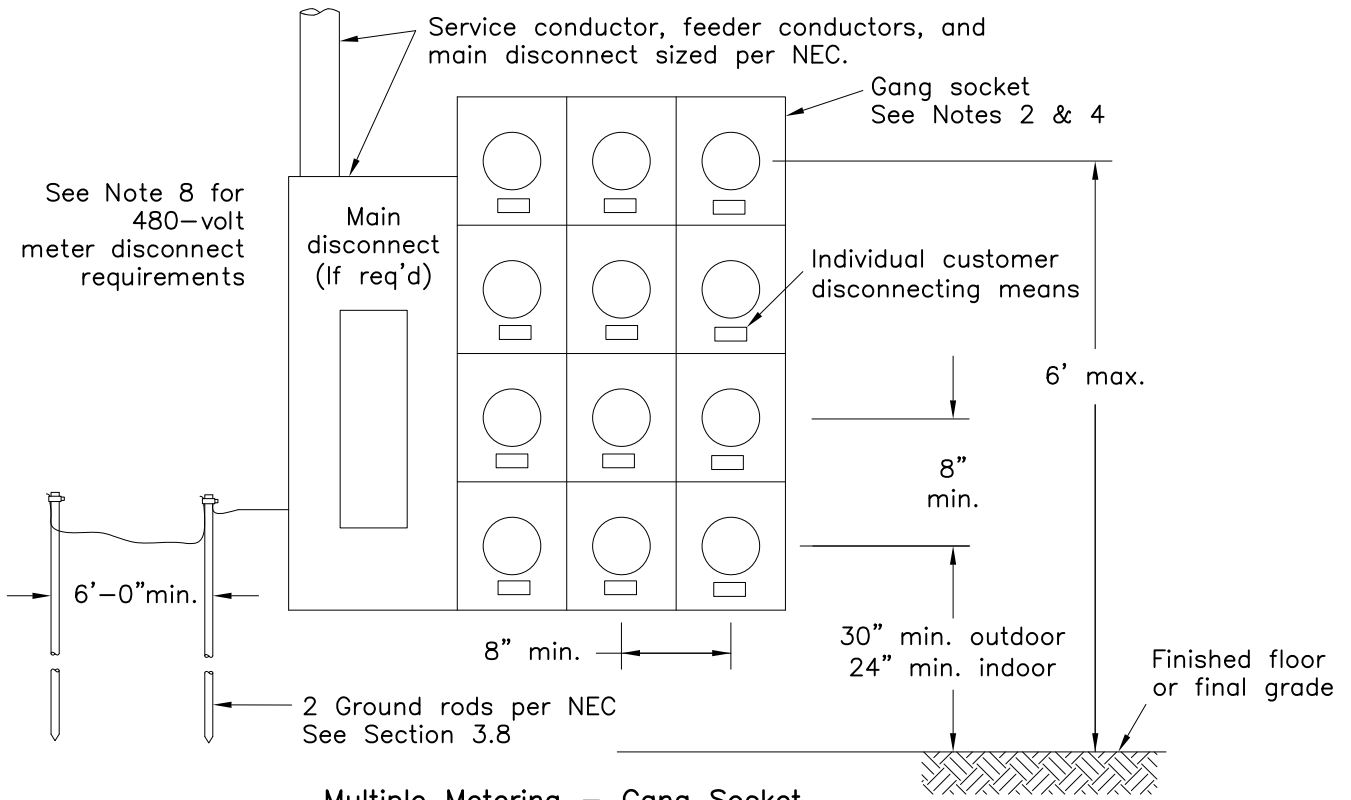 Service conductor, feeder conductors, and
main disconnect sized per NEC.
Gang socket
See Notes 2 & 4
See Note 8 for
480–volt
meter disconnect
requirements
Main
disconnect
(If req'd)
Individual customer
disconnecting means
6' max.
8"
min.
6'–0"min.
8" min.
30" min. outdoor
24" min. indoor
Finished floor
or final grade
2 Ground rods per NEC
See Section 3.8
Multiple Metering – Gang Socket